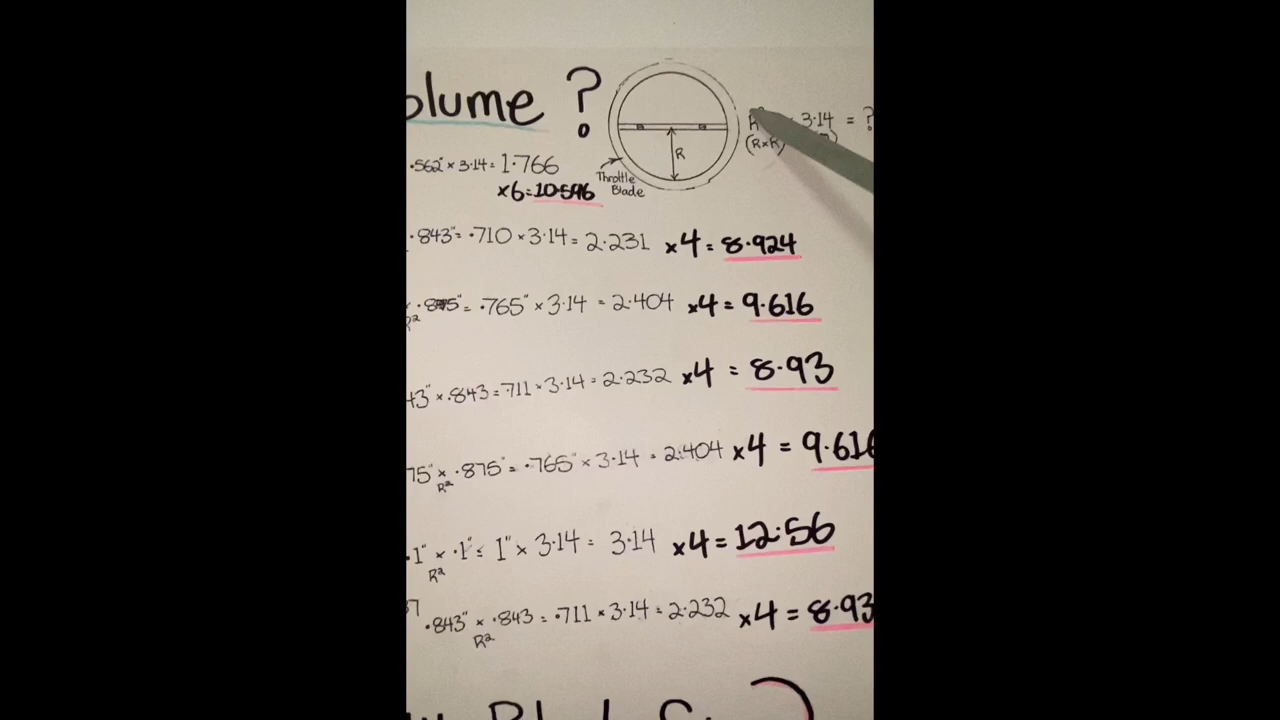 olume ?
R² 3.14 = ?
(R×R)
R
Throttle
Blade
.562" × 3.14 = 1.766
×6 = 10.596
.843" = .710 × 3.14 = 2.231 ×4 = 8.924
× .875" = .765" × 3.14 = 2.404 ×4 = 9.616
R²
43" × .843 = .711 × 3.14 = 2.232 ×4 = 8.93
75" × .875" = .765" × 3.14 = 2.404 ×4 = 9.616
R²
.1" × .1" = 1" × 3.14 = 3.14 ×4 = 12.56
R²
.843" × .843 = .711 × 3.14 = 2.232 ×4 = 8.93
R²